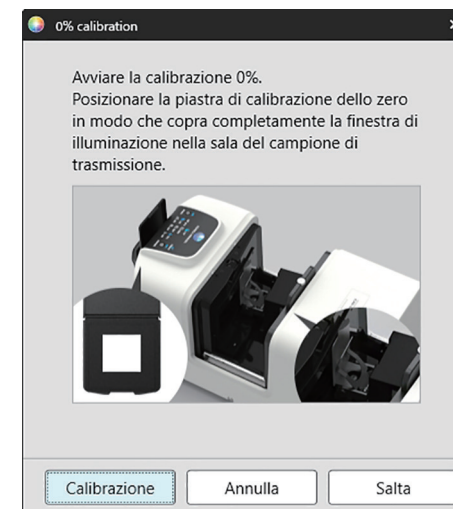 0% calibration
Avviare la calibrazione 0%.
Posizionare la piastra di calibrazione dello zero
in modo che copra completamente la finestra di
illuminazione nella sala del campione di
trasmissione.
Calibrazione
Annulla
Salta